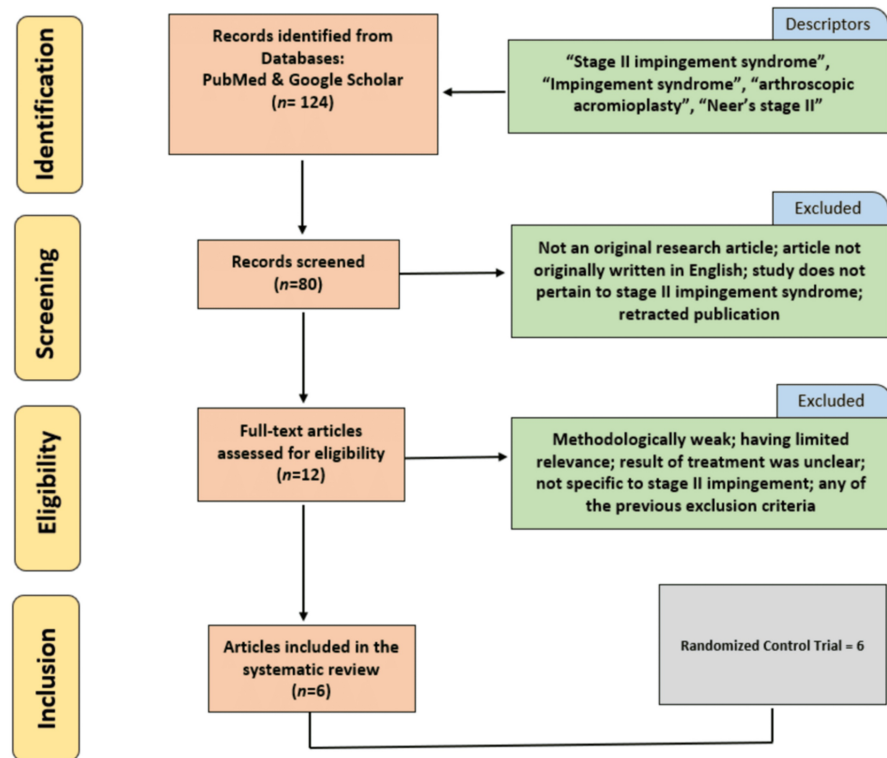 Identification
Records identified from
Databases:
PubMed & Google Scholar
(n= 124)
Descriptors
“Stage II impingement syndrome”,
“Impingement syndrome”, “arthroscopic
acromioplasty”, “Neer’s stage II”
Screening
Records screened
(n=80)
Excluded
Not an original research article; article not
originally written in English; study does not
pertain to stage II impingement syndrome;
retracted publication
Eligibility
Full-text articles
assessed for eligibility
(n=12)
Excluded
Methodologically weak; having limited
relevance; result of treatment was unclear;
not specific to stage II impingement; any of
the previous exclusion criteria
Inclusion
Articles included in the
systematic review
(n=6)
Randomized Control Trial = 6